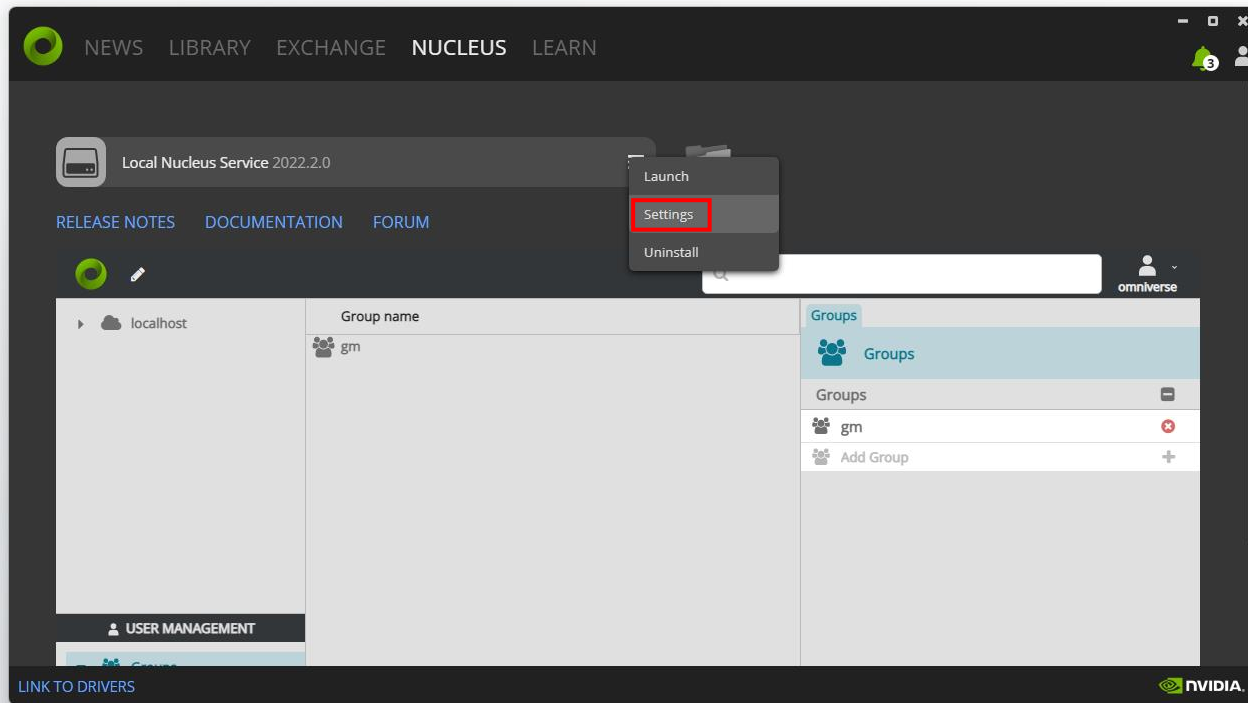 NEWS LIBRARY EXCHANGE NUCLEUS LEARN
3
Local Nucleus Service 2022.2.0
Launch
Settings
Uninstall
RELEASE NOTES DOCUMENTATION FORUM
omniverse
localhost
Group name
gm
Groups
Groups
Groups
gm
Add Group
USER MANAGEMENT
Groups
LINK TO DRIVERS
NVIDIA.